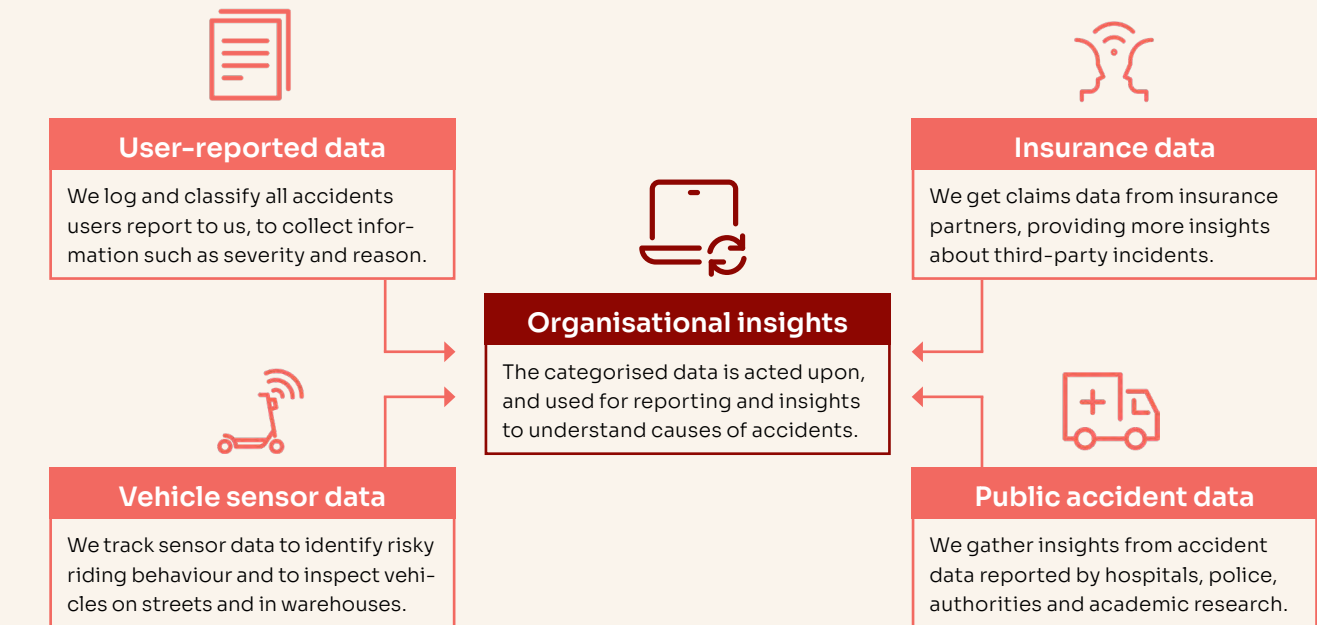 User-reported data
We log and classify all accidents
users report to us, to collect infor-
mation such as severity and reason.
Insurance data
We get claims data from insurance
partners, providing more insights
about third-party incidents.
Organisational insights
The categorised data is acted upon,
and used for reporting and insights
to understand causes of accidents.
Vehicle sensor data
We track sensor data to identify risky
riding behaviour and to inspect vehi-
cles on streets and in warehouses.
Public accident data
We gather insights from accident
data reported by hospitals, police,
authorities and academic research.